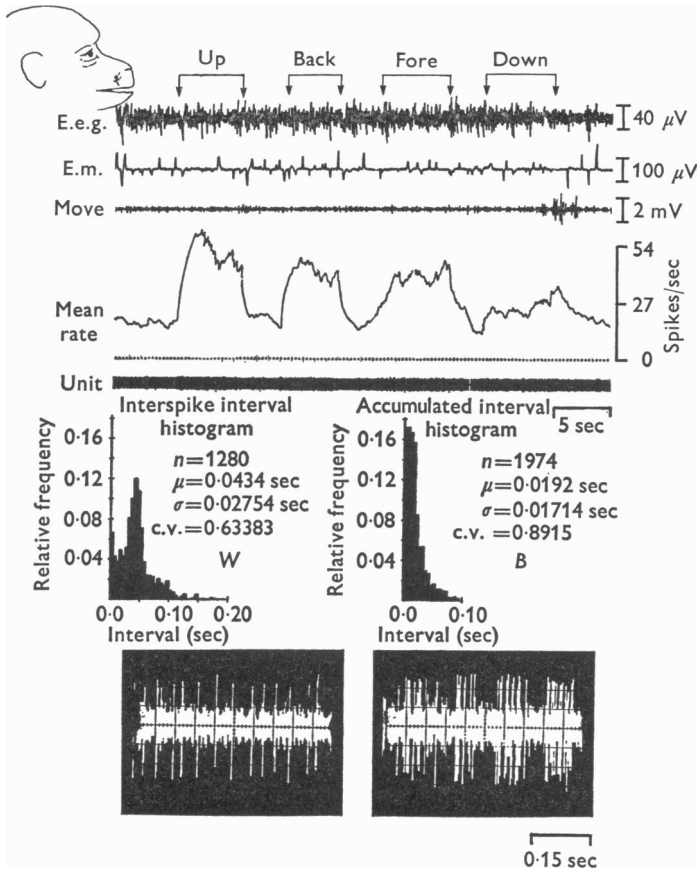 Up Back Fore Down
E.e.g. 40 μV
E.m. 100 μV
Move 2 mV
Mean rate
54
27
0
Spikes/sec
Unit
5 sec
Interspike interval
histogram
n=1280
μ=0·0434 sec
σ=0·02754 sec
c.v.=0·63383
W
Relative frequency
0·16
0·12
0·08
0·04
0·0 0·10 0·20
Interval (sec)
Accumulated interval
histogram
n=1974
μ=0·0192 sec
σ=0·01714 sec
c.v.=0·8915
B
Relative frequency
0·16
0·12
0·08
0·04
0·0 0·10
Interval (sec)
0·15 sec